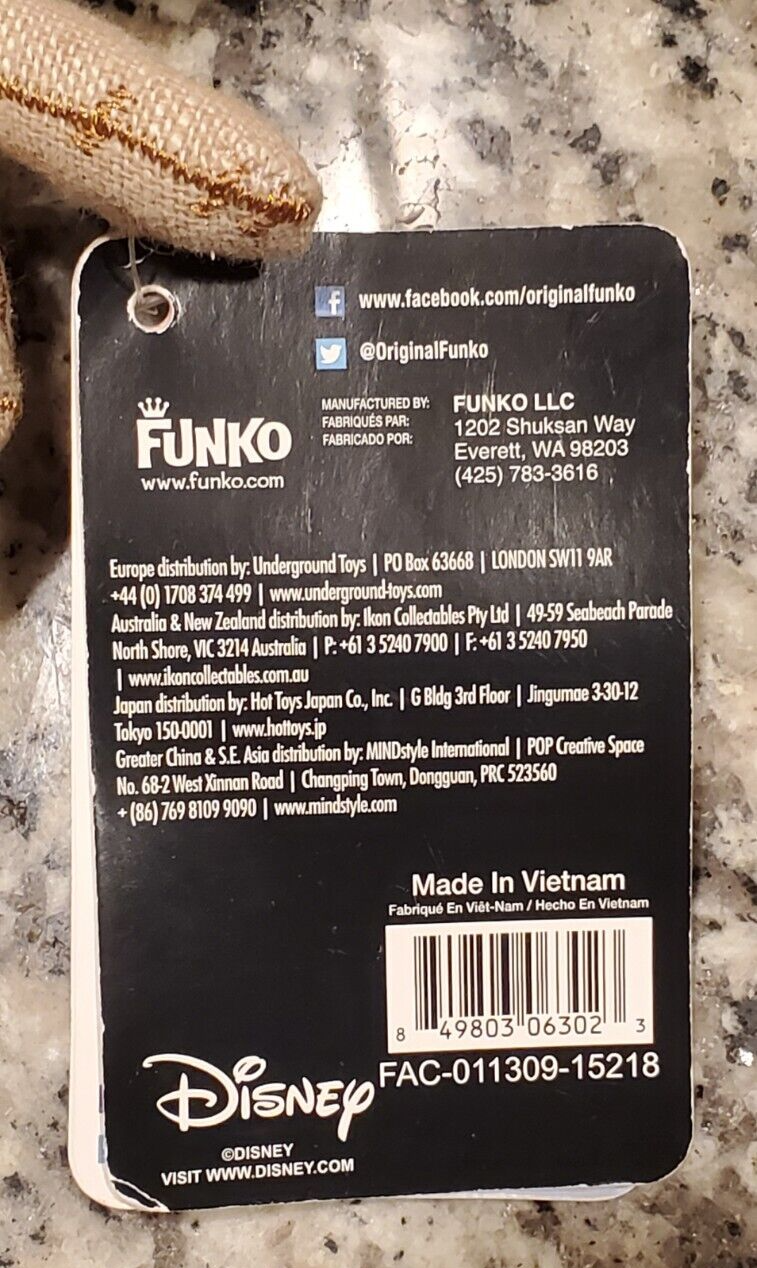 f www.facebook.com/originalfunko
@OriginalFunko
FUNKO
www.funko.com
MANUFACTURED BY:
FABRIQUÉS PAR:
FABRICADO POR:
FUNKO LLC
1202 Shuksan Way
Everett, WA 98203
(425) 783-3616
Europe distribution by: Underground Toys | PO Box 63668 | LONDON SW11 9AR
+44 (0) 1708 374 499 | www.underground-toys.com
Australia & New Zealand distribution by: Ikon Collectables Pty Ltd | 49-59 Seabeach Parade
North Shore, VIC 3214 Australia | P: +61 3 5240 7900 | F: +61 3 5240 7950
| www.ikoncollectables.com.au
Japan distribution by: Hot Toys Japan Co., Inc. | G Bldg 3rd Floor | Jingumae 3-30-12
Tokyo 150-0001 | www.hottoys.jp
Greater China & S.E. Asia distribution by: MINDstyle International | POP Creative Space
No. 68-2 West Xinnan Road | Changping Town, Dongguan, PRC 523560
+ (86) 769 8109 9090 | www.mindstyle.com
Made In Vietnam
Fabriqué En Viêt-Nam / Hecho En Vietnam
8 49803 06302 3
FAC-011309-15218
Disney
©DISNEY
VISIT WWW.DISNEY.COM